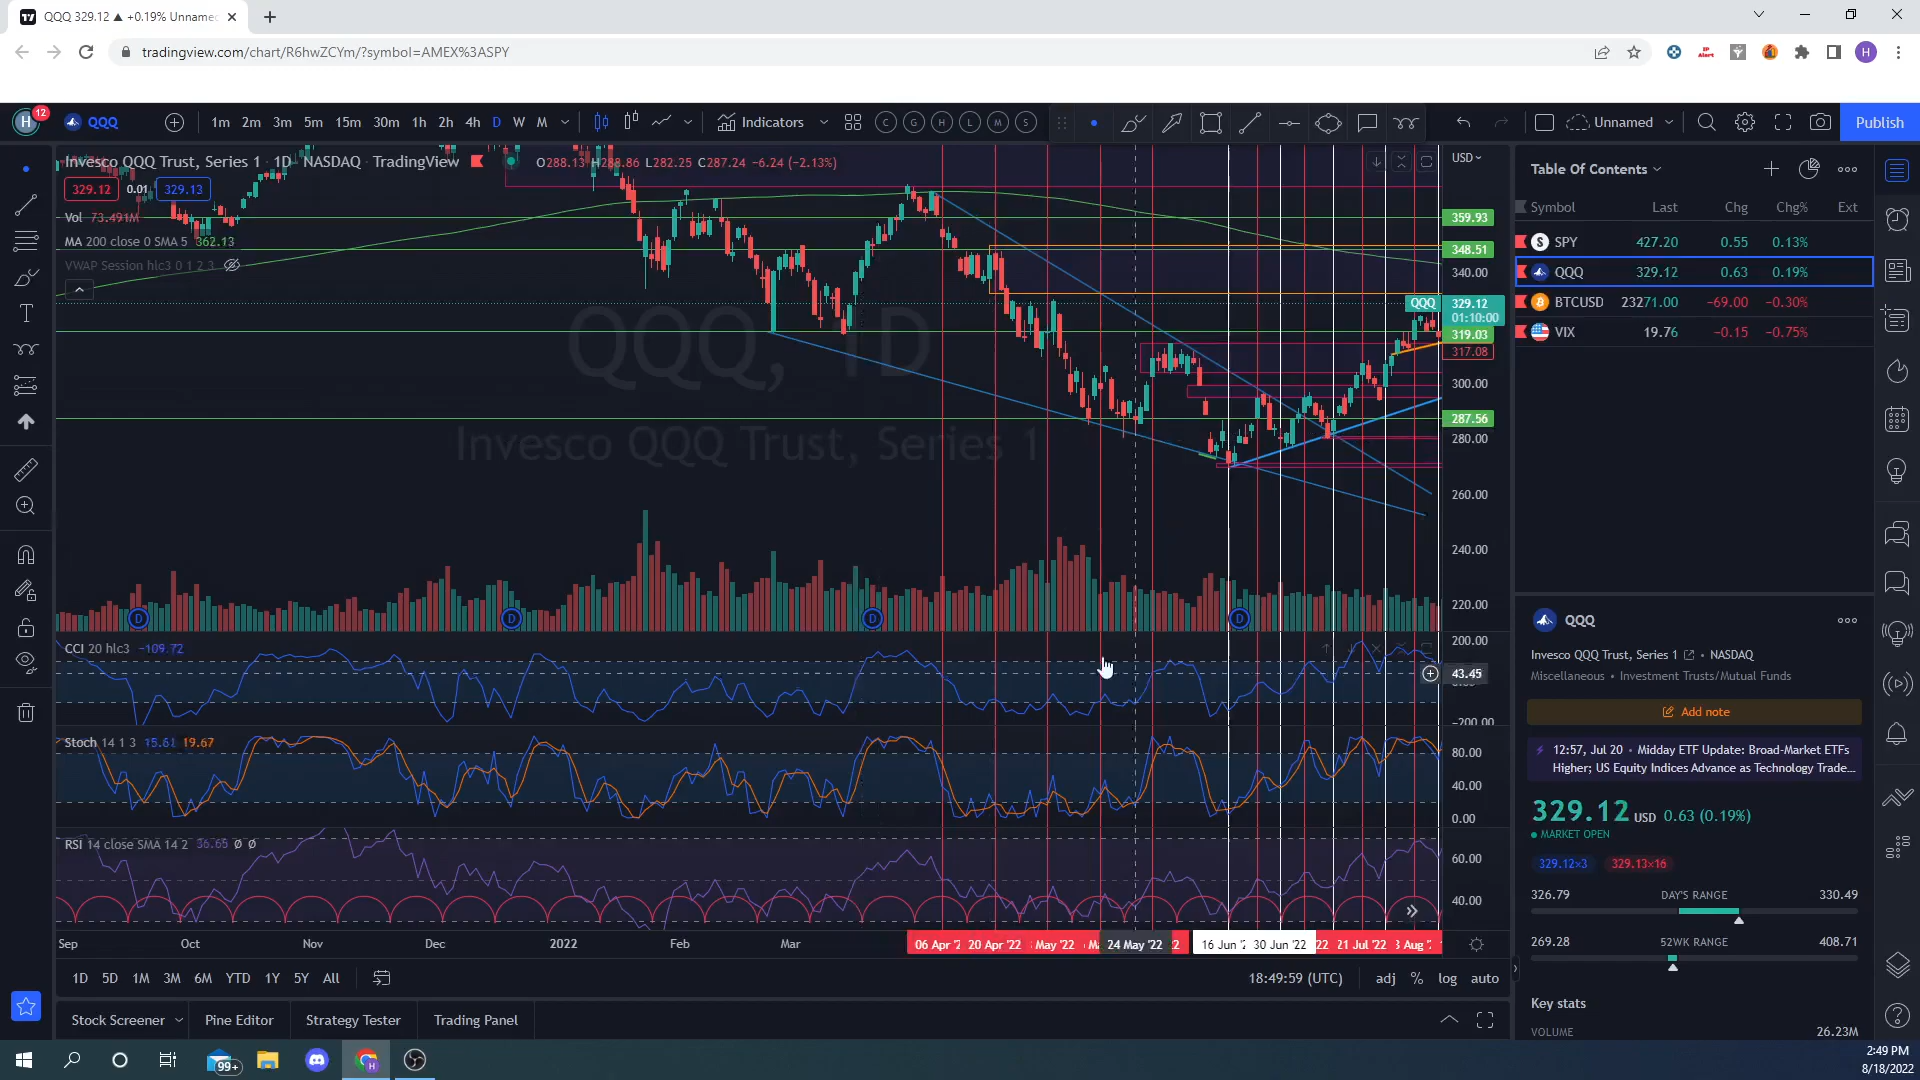 QQQ 329.12 ▲ +0.19% Unname
tradingview.com/chart/R6hwZCYm/?symbol=AMEX%3ASPY
H
H 12 QQQ 1m 2m 3m 5m 15m 30m 1h 2h 4h D W M Indicators C G H L M S Unnamed Publish
Invesco QQQ Trust, Series 1 · 1D · NASDAQ · TradingView O288.13 H288.86 L282.25 C287.24 −6.24 (−2.13%)
329.12 0.01 329.13
Vol 73.491M
MA 200 close 0 SMA 5 362.13
VWAP Session hlc3 0 1 2 3
QQQ, 1D
Invesco QQQ Trust, Series 1
USD
359.93
348.51
340.00
QQQ 329.12
01:10:00
319.03
317.08
300.00
287.56
280.00
260.00
240.00
220.00
D D D D
CCI 20 hlc3 −109.72
200.00
43.45
−200.00
Stoch 14 1 3 15.61 19.67
80.00
40.00
0.00
RSI 14 close SMA 14 2 36.65 Ø Ø
60.00
40.00
Sep Oct Nov Dec 2022 Feb Mar 06 Apr '2 20 Apr '22 May '22 24 May '22 16 Jun '2 30 Jun '22 22 21 Jul '22 3 Aug '
1D 5D 1M 3M 6M YTD 1Y 5Y All 18:49:59 (UTC) adj % log auto
Stock Screener Pine Editor Strategy Tester Trading Panel
Table Of Contents
Symbol Last Chg Chg% Ext
SPY 427.20 0.55 0.13%
QQQ 329.12 0.63 0.19%
BTCUSD 23271.00 −69.00 −0.30%
VIX 19.76 −0.15 −0.75%
QQQ
Invesco QQQ Trust, Series 1 • NASDAQ
Miscellaneous • Investment Trusts/Mutual Funds
Add note
12:57, Jul 20 • Midday ETF Update: Broad-Market ETFs
Higher; US Equity Indices Advance as Technology Trade...
329.12 USD 0.63 (0.19%)
MARKET OPEN
329.12×3 329.13×16
326.79 DAY'S RANGE 330.49
269.28 52WK RANGE 408.71
Key stats
VOLUME 26.23M
99+
2:49 PM
8/18/2022